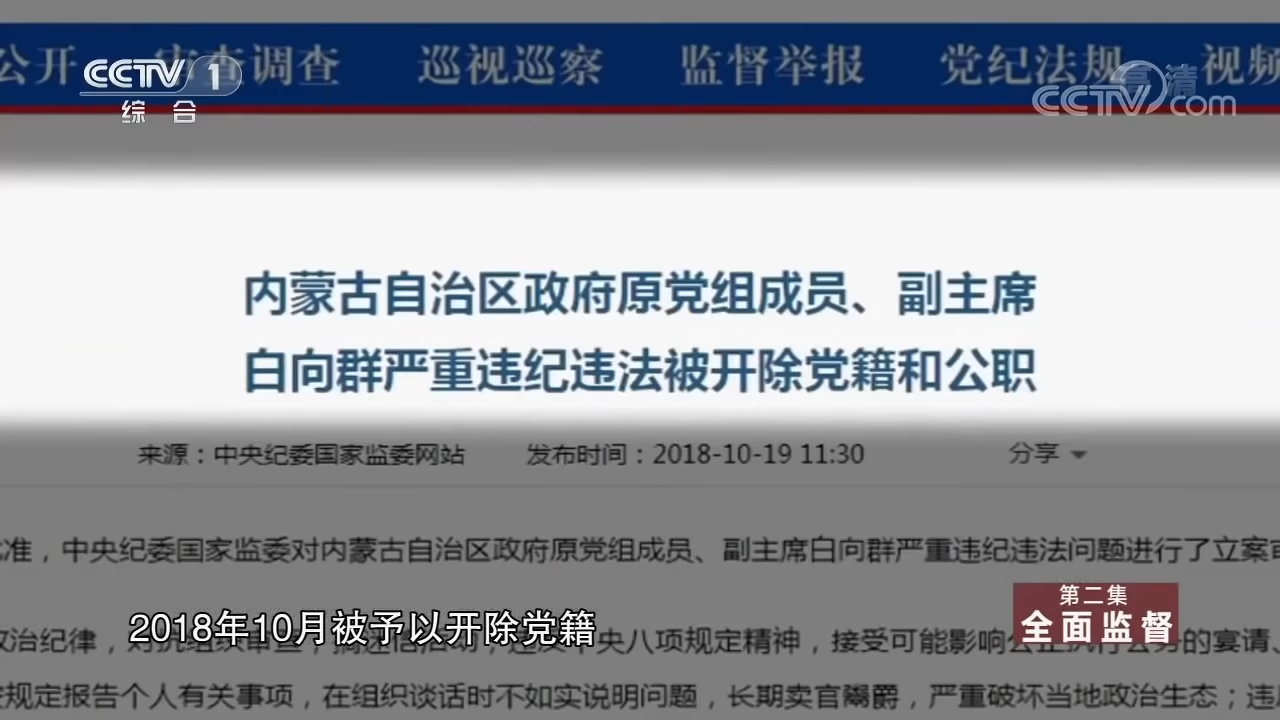 公开 审查调查 巡视巡察 监督举报 党纪法规 视频
CCTV 1
综合
高清
CCTV.com
内蒙古自治区政府原党组成员、副主席
白向群严重违纪违法被开除党籍和公职
来源：中央纪委国家监委网站 发布时间：2018-10-19 11:30 分享
准，中央纪委国家监委对内蒙古自治区政府原党组成员、副主席白向群严重违纪违法问题进行了立案审
第二集
全面监督
2018年10月被予以开除党籍
政治纪律，对抗组织审查，
央八项规定精神，接受可能影响公正执行公务的宴请、
按规定报告个人有关事项，在组织谈话时不如实说明问题，长期卖官鬻爵，严重破坏当地政治生态；违